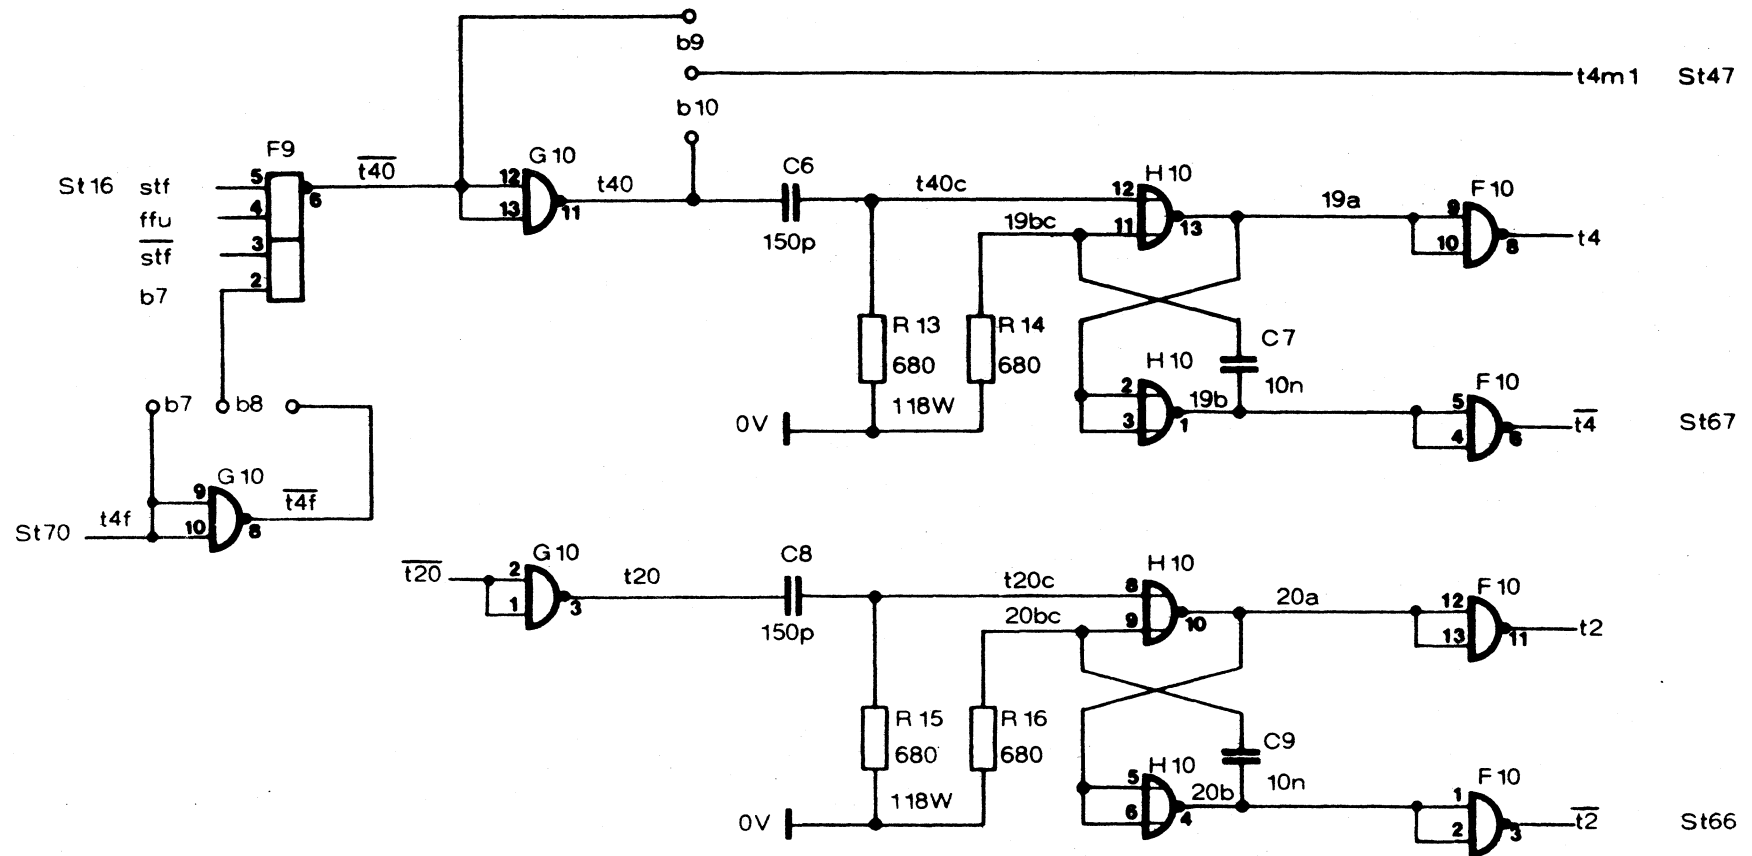 b9
t4m1 St47
b10
F9
t40
G10
C6
H10
F10
St16 stf
5
4
3
2
6
ffu
stf
b7
12
13
11
t40
150p
t40c
19bc
12
11
13
19a
9
10
8
t4
R13
680
R14
680
118W
0V
H10
2
3
1
19b
C7
10n
F10
5
4
6
t4
St67
b7
b8
G10
9
10
8
t4f
St70 t4f
t20
G10
2
1
3
t20
C8
150p
t20c
20bc
H10
8
9
10
20a
F10
12
13
11
t2
R15
680
R16
680
118W
0V
H10
5
6
4
20b
C9
10n
F10
1
2
3
t2
St66